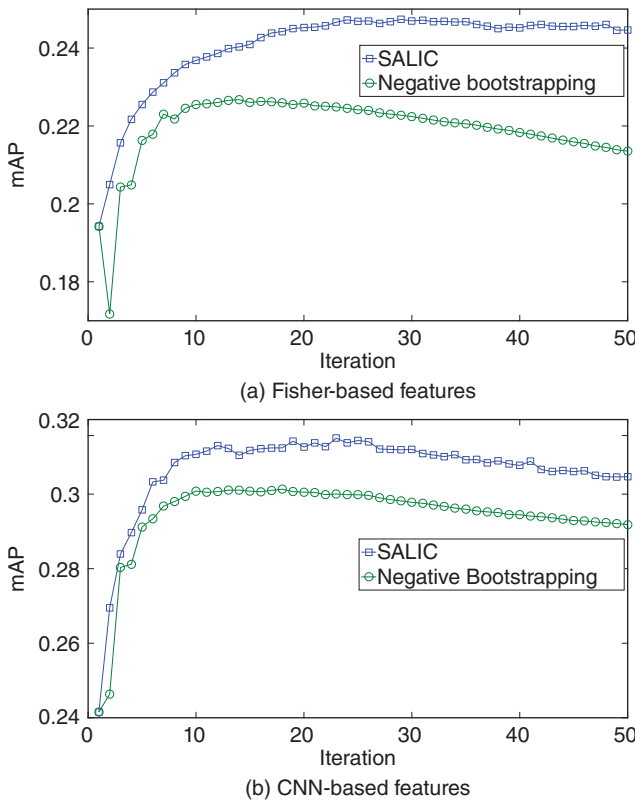 0.24
0.22
0.2
0.18
mAP
SALIC
Negative bootstrapping
0 10 20 30 40 50
Iteration
(a) Fisher-based features
0.32
0.3
0.28
0.26
0.24
mAP
SALIC
Negative Bootstrapping
0 10 20 30 40 50
Iteration
(b) CNN-based features